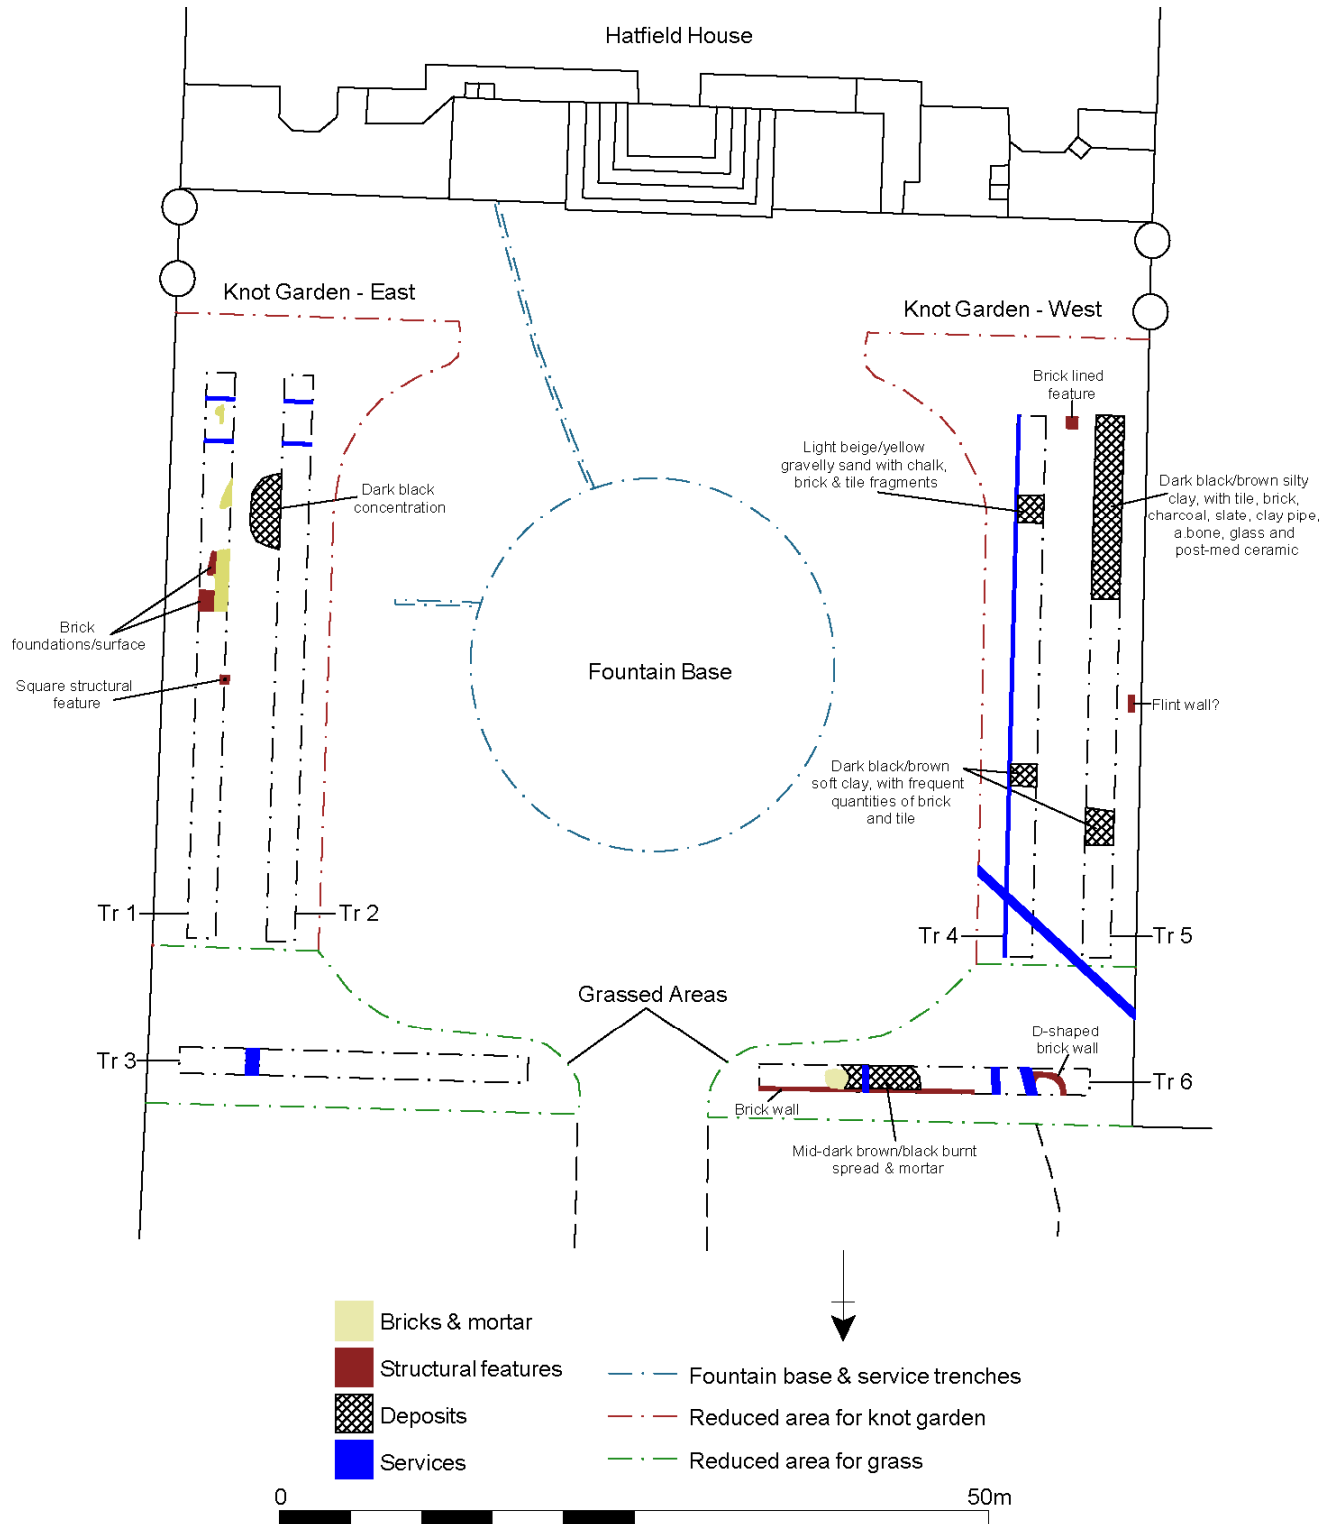 Hatfield House
Knot Garden - East
Knot Garden - West
Brick lined
feature
Light beige/yellow
gravelly sand with chalk,
brick & tile fragments
Dark black
concentration
Dark black/brown silty
clay, with tile, brick,
charcoal, slate, clay pipe,
a.bone, glass and
post-med ceramic
Brick
foundations/surface
Square structural
feature
Fountain Base
Flint wall?
Dark black/brown
soft clay, with frequent
quantities of brick
and tile
Tr 1
Tr 2
Tr 4
Tr 5
Grassed Areas
Tr 3
D-shaped
brick wall
Tr 6
Brick wall
Mid-dark brown/black burnt
spread & mortar
Bricks & mortar
Structural features
Deposits
Services
Fountain base & service trenches
Reduced area for knot garden
Reduced area for grass
0
50m